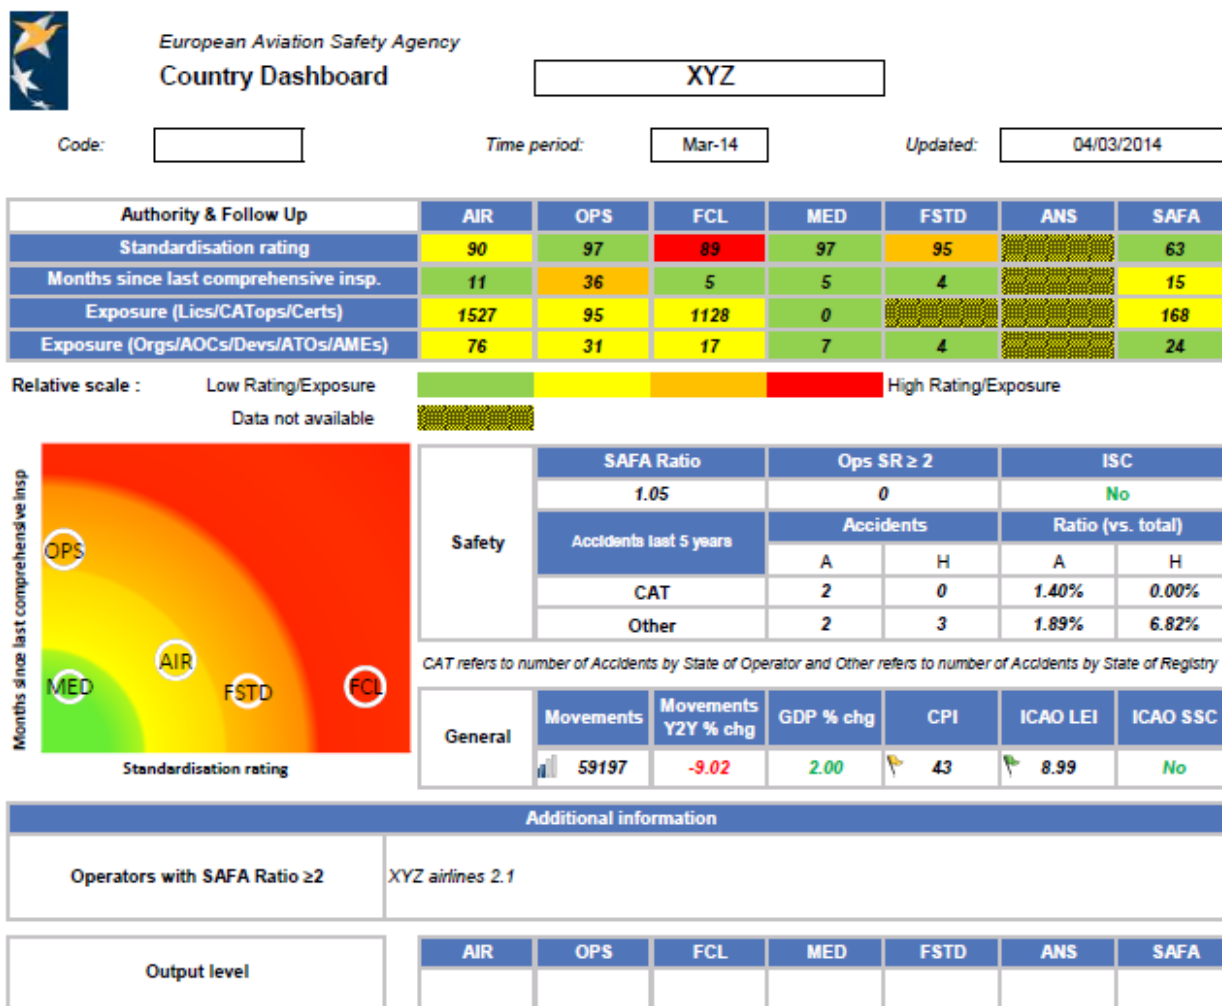 European Aviation Safety Agency
Country Dashboard XYZ
Code: Time period: Mar-14 Updated: 04/03/2014
Authority & Follow Up AIR OPS FCL MED FSTD ANS SAFA
Standardisation rating 90 97 89 97 95 63
Months since last comprehensive insp. 11 36 5 5 4 15
Exposure (Lics/CATops/Certs) 1527 95 1128 0 168
Exposure (Orgs/AOCs/Devs/ATOs/AMEs) 76 31 17 7 4 24
Relative scale : Low Rating/Exposure High Rating/Exposure
Data not available
Months since last comprehensive insp
OPS
AIR
MED
FSTD
FCL
Standardisation rating
Safety
SAFA Ratio Ops SR ≥ 2 ISC
1.05 0 No
Accidents last 5 years Accidents Ratio (vs. total)
A H A H
CAT 2 0 1.40% 0.00%
Other 2 3 1.89% 6.82%
CAT refers to number of Accidents by State of Operator and Other refers to number of Accidents by State of Registry
General
Movements Movements Y2Y % chg GDP % chg CPI ICAO LEI ICAO SSC
59197 -9.02 2.00 43 8.99 No
Additional information
Operators with SAFA Ratio ≥2 XYZ airlines 2.1
Output level AIR OPS FCL MED FSTD ANS SAFA